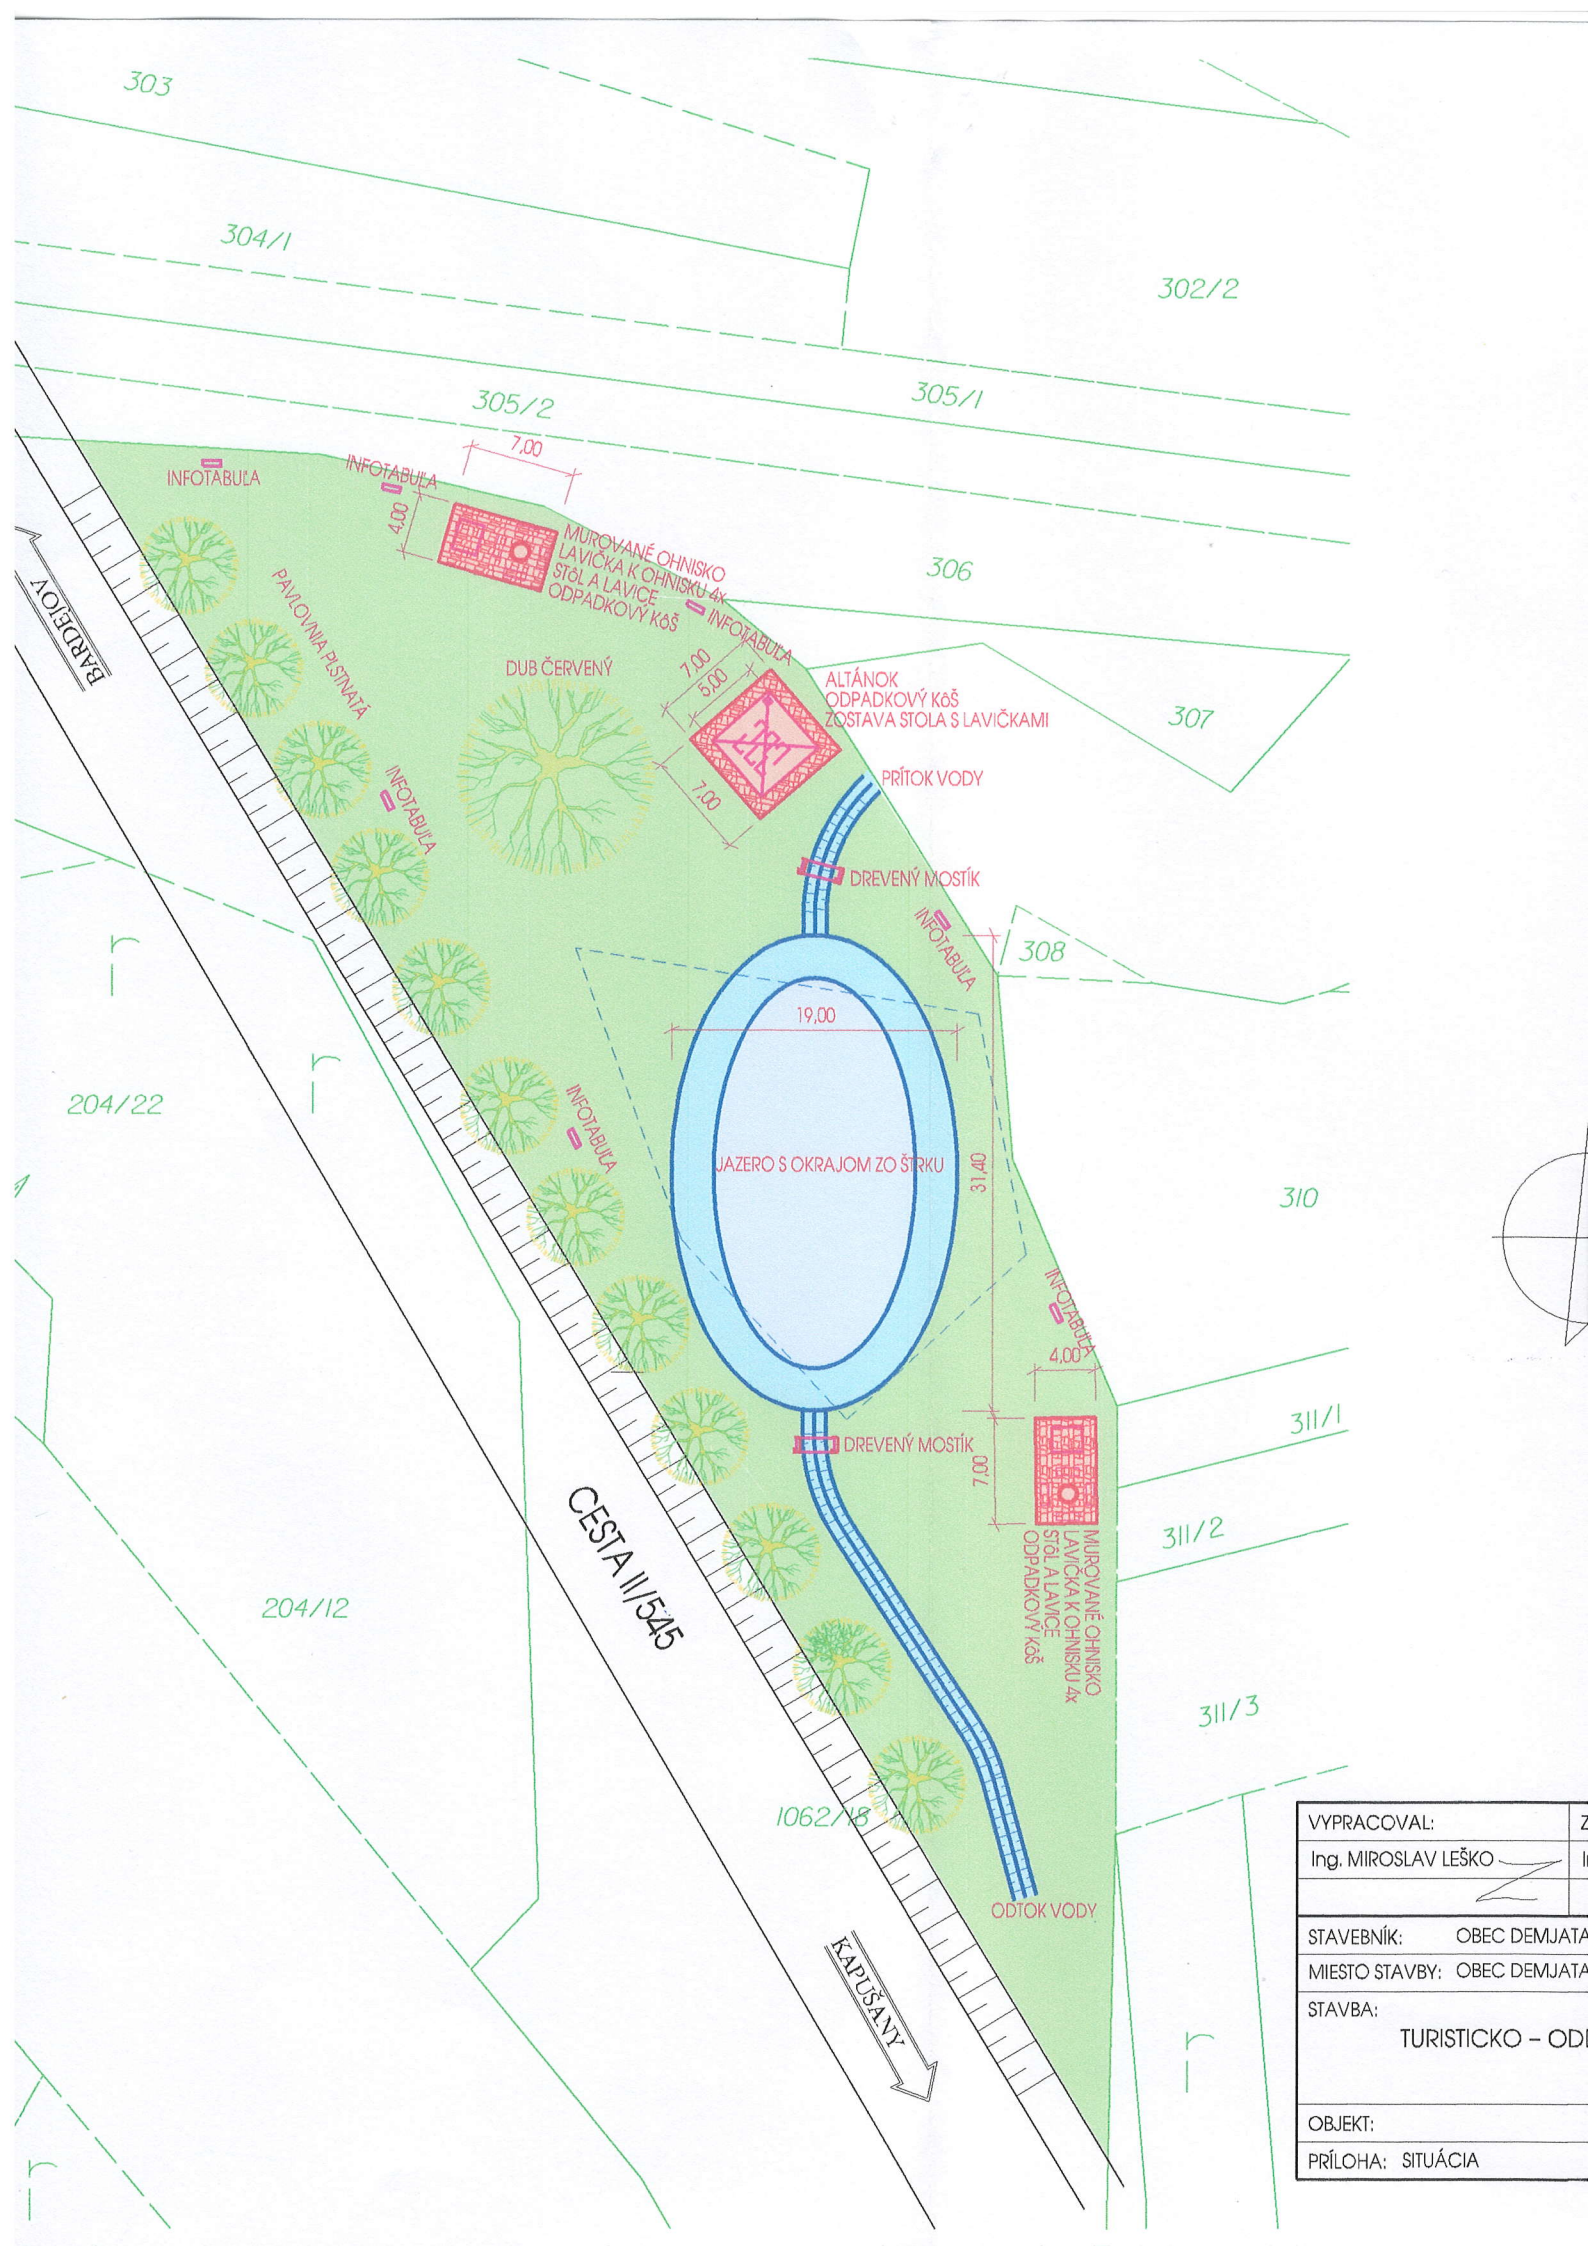 303
304/1
302/2
305/2
305/1
7,00
INFOTABUĽA
INFOTABUĽA
4,00
MUROVANÉ OHNISKO
LAVIČKA K OHNISKU 4x
STôL A LAVICE
ODPADKOVÝ KôŠ
306
BARDEJOV
PAVLOVNIA PLSTNATÁ
INFOTABUĽA
DUB ČERVENÝ
7,00
5,00
ALTÁNOK
ODPADKOVÝ KôŠ
ZOSTAVA STOLA S LAVIČKAMI
307
7,00
PRÍTOK VODY
INFOTABUĽA
DREVENÝ MOSTÍK
INFOTABUĽA
308
19,00
204/22
INFOTABUĽA
JAZERO S OKRAJOM ZO ŠTRKU
31,40
310
INFOTABUĽA
4,00
311/1
DREVENÝ MOSTÍK
7,00
CESTA II/545
311/2
MUROVANÉ OHNISKO
LAVIČKA K OHNISKU 4x
STôL A LAVICE
ODPADKOVÝ KôŠ
204/12
311/3
1062/18
ODTOK VODY
KAPUŠANY
VYPRACOVAL:
Ing. MIROSLAV LEŠKO
STAVEBNÍK: OBEC DEMJATA
MIESTO STAVBY: OBEC DEMJATA
STAVBA:
TURISTICKO – OD
OBJEKT:
PRÍLOHA: SITUÁCIA